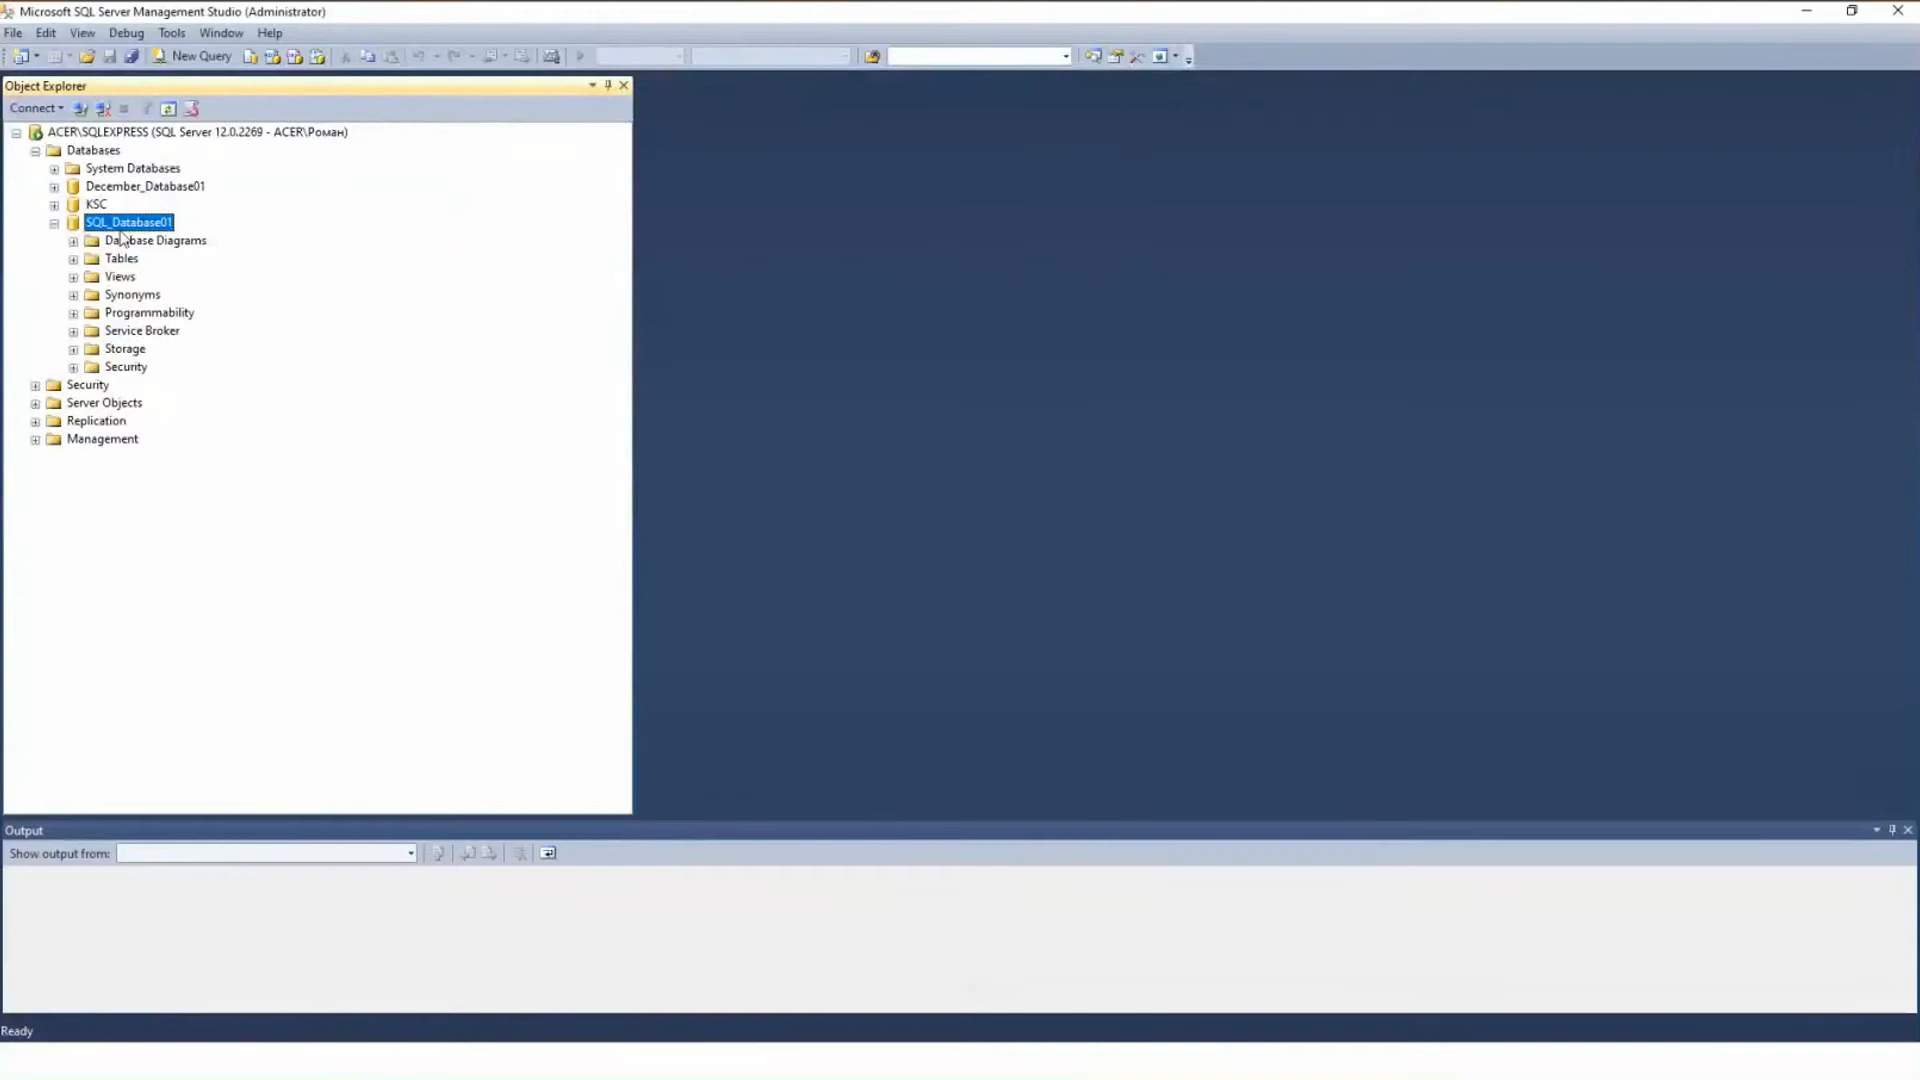 Microsoft SQL Server Management Studio (Administrator)
File Edit View Debug Tools Window Help
New Query
Object Explorer
Connect
ACER\SQLEXPRESS (SQL Server 12.0.2269 - ACER\Роман)
Databases
System Databases
December_Database01
KSC
SQL_Database01
Database Diagrams
Tables
Views
Synonyms
Programmability
Service Broker
Storage
Security
Security
Server Objects
Replication
Management
Output
Show output from:
Ready